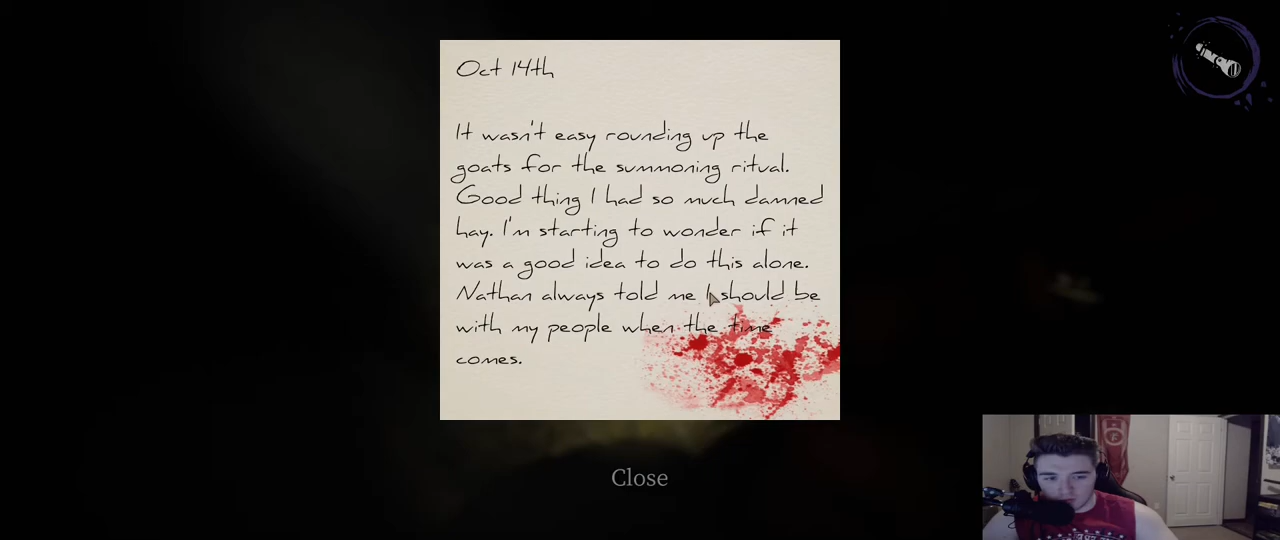 Oct 14th
It wasn't easy rounding up the
goats for the summoning ritual.
Good thing I had so much damned
hay. I'm starting to wonder if it
was a good idea to do this alone.
Nathan always told me I should be
with my people when the time
comes.
Close